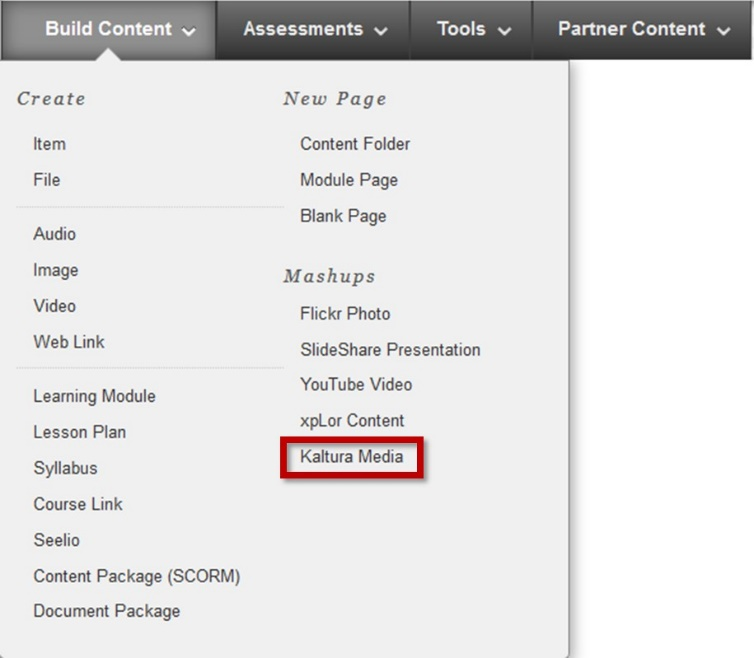 Build Content
Assessments
Tools
Partner Content
Create
Item
File
Audio
Image
Video
Web Link
Learning Module
Lesson Plan
Syllabus
Course Link
Seelio
Content Package (SCORM)
Document Package
New Page
Content Folder
Module Page
Blank Page
Mashups
Flickr Photo
SlideShare Presentation
YouTube Video
xpLor Content
Kaltura Media